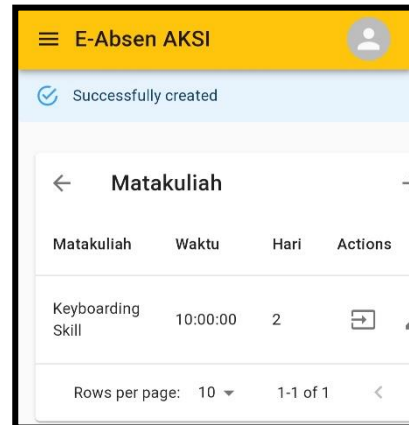 E-Absen AKSI
Successfully created
Matakuliah
Matakuliah Waktu Hari Actions
Keyboarding
Skill
10:00:00 2
Rows per page: 10 1-1 of 1